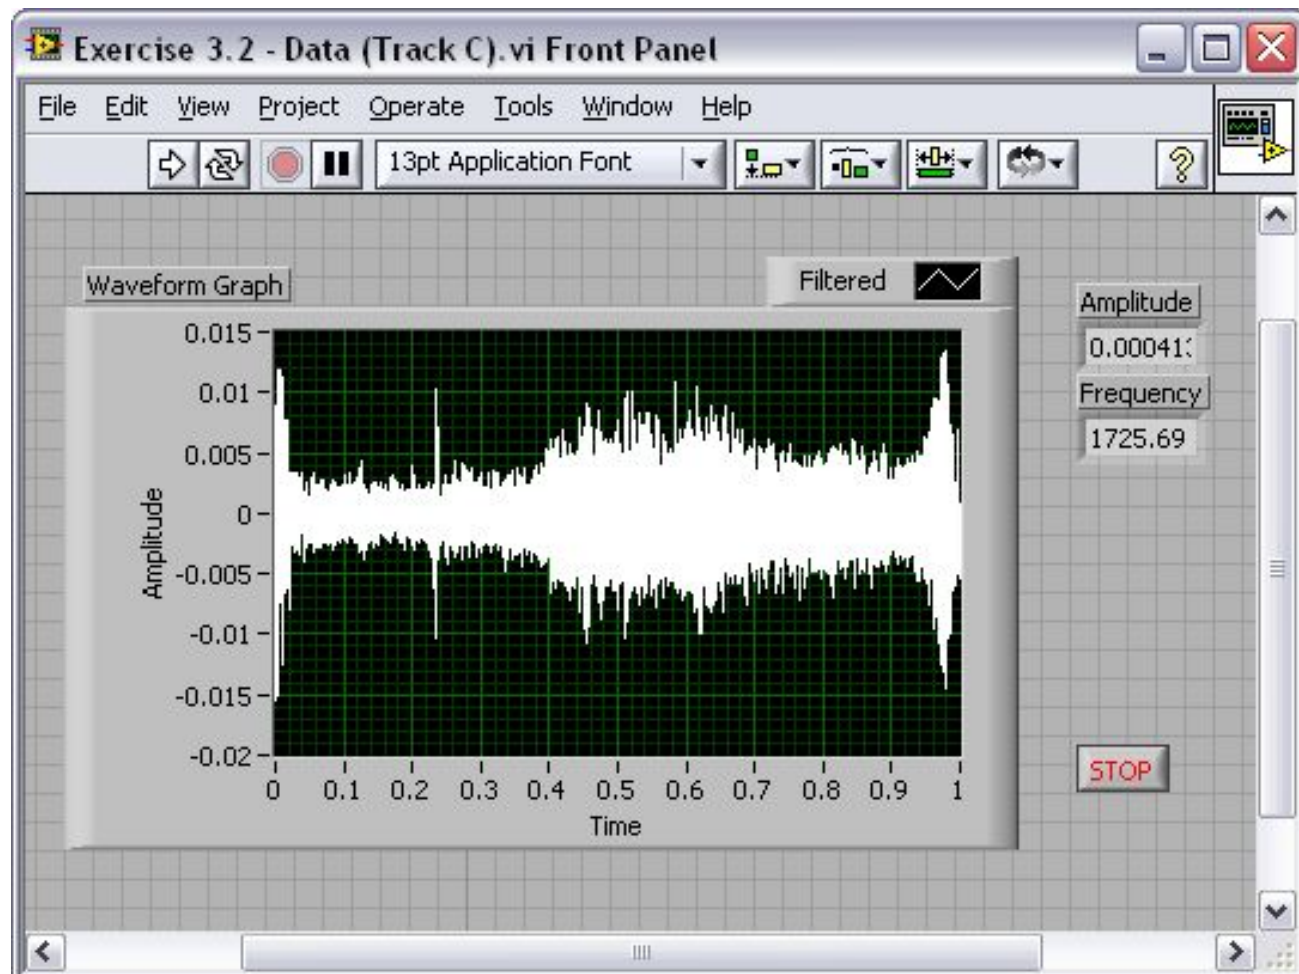 Exercise 3.2 - Data (Track C).vi Front Panel
File Edit View Project Operate Tools Window Help
13pt Application Font
?
Waveform Graph
Filtered
Amplitude
0.00041
Frequency
1725.69
0.015
0.01
0.005
0
-0.005
-0.01
-0.015
-0.02
Amplitude
0 0.1 0.2 0.3 0.4 0.5 0.6 0.7 0.8 0.9 1
Time
STOP